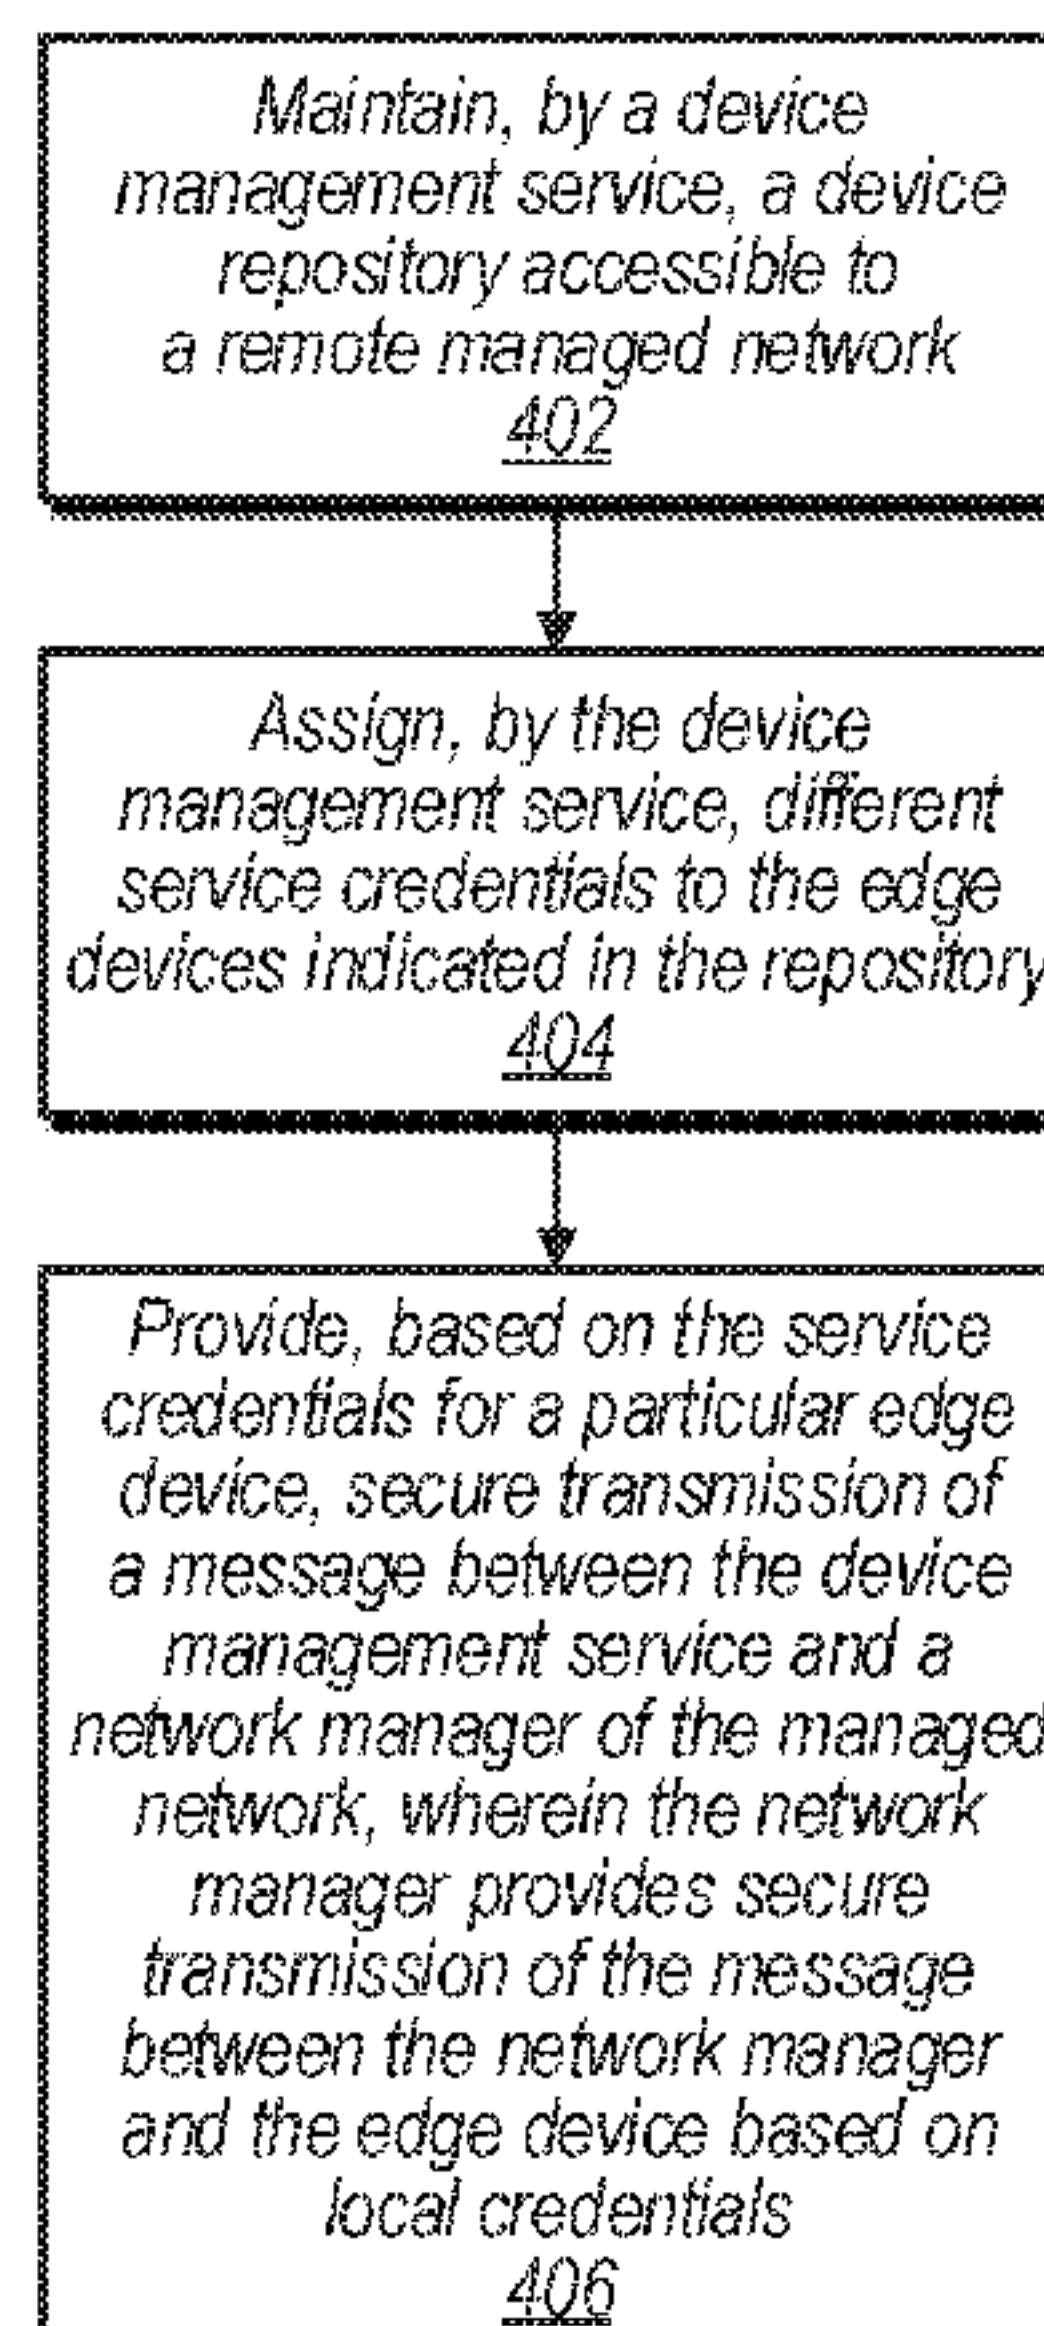 Maintain, by a device
management service, a device
repository accessible to
a remote managed network
402
Assign, by the device
management service, different
service credentials to the edge
devices indicated in the repository
404
Provide, based on the service
credentials for a particular edge
device, secure transmission of
a message between the device
management service and a
network manager of the managed
network, wherein the network
manager provides secure
transmission of the message
between the network manager
and the edge device based on
local credentials
406